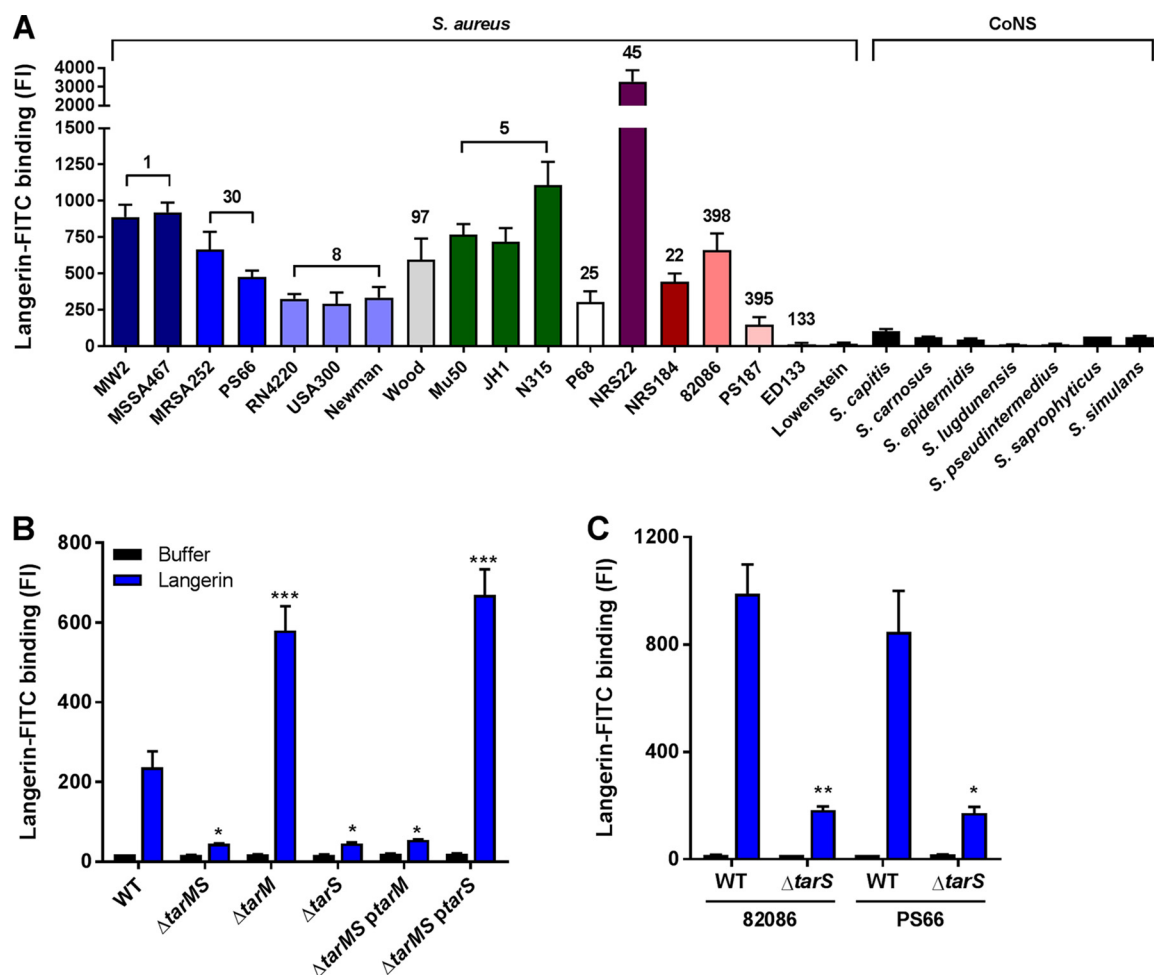 A
S. aureus
CoNS
Langerin-FITC binding (FI)
4000
3000
2000
1500
1250
1000
750
500
250
0
1
30
8
97
5
25
45
22
398
395
133
MW2
MSSA467
MRSA252
PS66
RN4220
USA300
Newman
Wood
Mu50
JH1
N315
P68
NRS22
NRS184
82086
PS187
ED133
Lowenstein
S. capitis
S. carnosus
S. epidermidis
S. lugdunensis
S. pseudintermedius
S. saprophyticus
S. simulans
B
Langerin-FITC binding (FI)
800
600
400
200
0
Buffer
Langerin
*
***
*
*
***
WT
ΔtarMS
ΔtarM
ΔtarS
ΔtarMS ptarM
ΔtarMS ptarS
C
Langerin-FITC binding (FI)
1200
800
400
0
**
*
WT
ΔtarS
WT
ΔtarS
82086
PS66